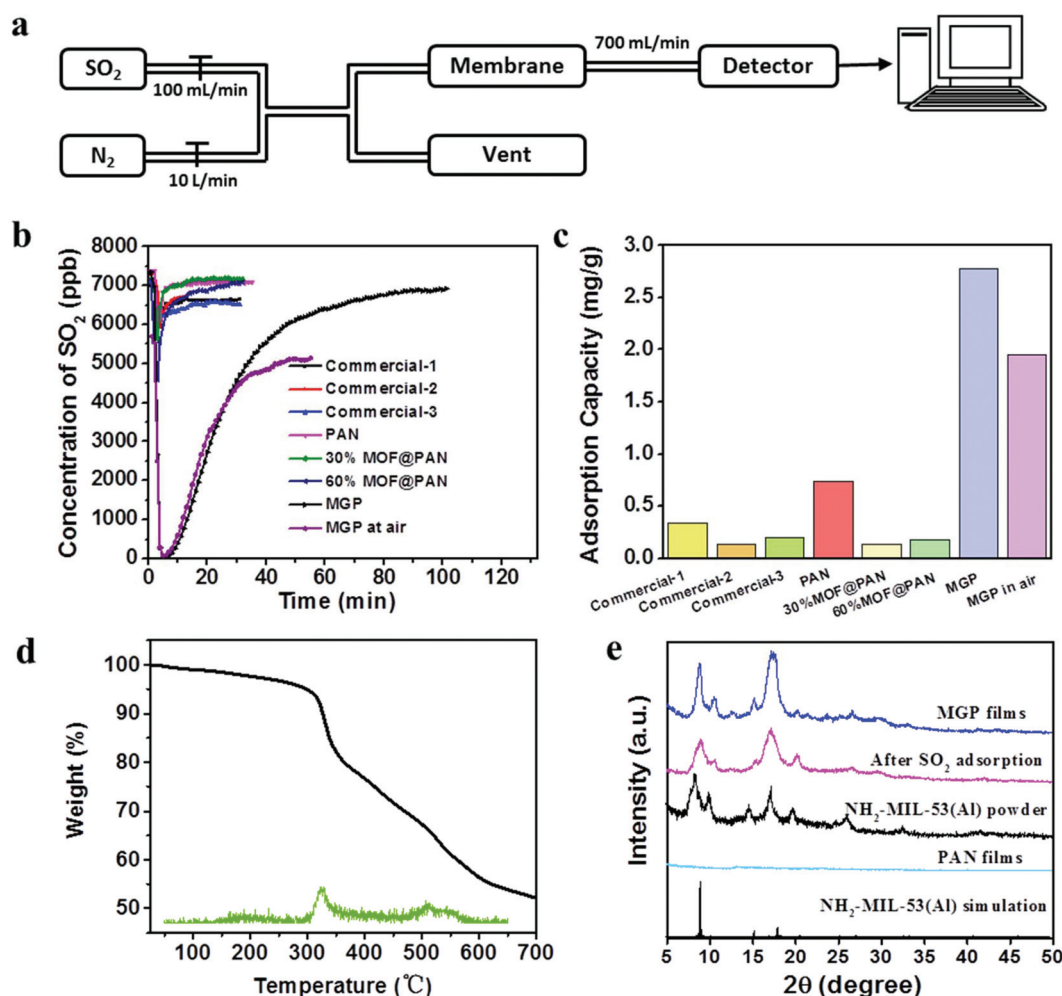 a
SO2
100 mL/min
N2
10 L/min
Membrane
700 mL/min
Detector
Vent
b
Concentration of SO2 (ppb)
8000
7000
6000
5000
4000
3000
2000
1000
0
Commercial-1
Commercial-2
Commercial-3
PAN
30% MOF@PAN
60% MOF@PAN
MGP
MGP at air
0 20 40 60 80 100 120
Time (min)
c
Adsorption Capacity (mg/g)
3.0
2.5
2.0
1.5
1.0
0.5
0.0
Commercial-1
Commercial-2
Commercial-3
PAN
30%MOF@PAN
60%MOF@PAN
MGP
MGP in air
d
Weight (%)
100
90
80
70
60
50
100 200 300 400 500 600 700
Temperature (℃)
e
Intensity (a.u.)
MGP films
After SO2 adsorption
NH2-MIL-53(Al) powder
PAN films
NH2-MIL-53(Al) simulation
5 10 15 20 25 30 35 40 45 50
2θ (degree)